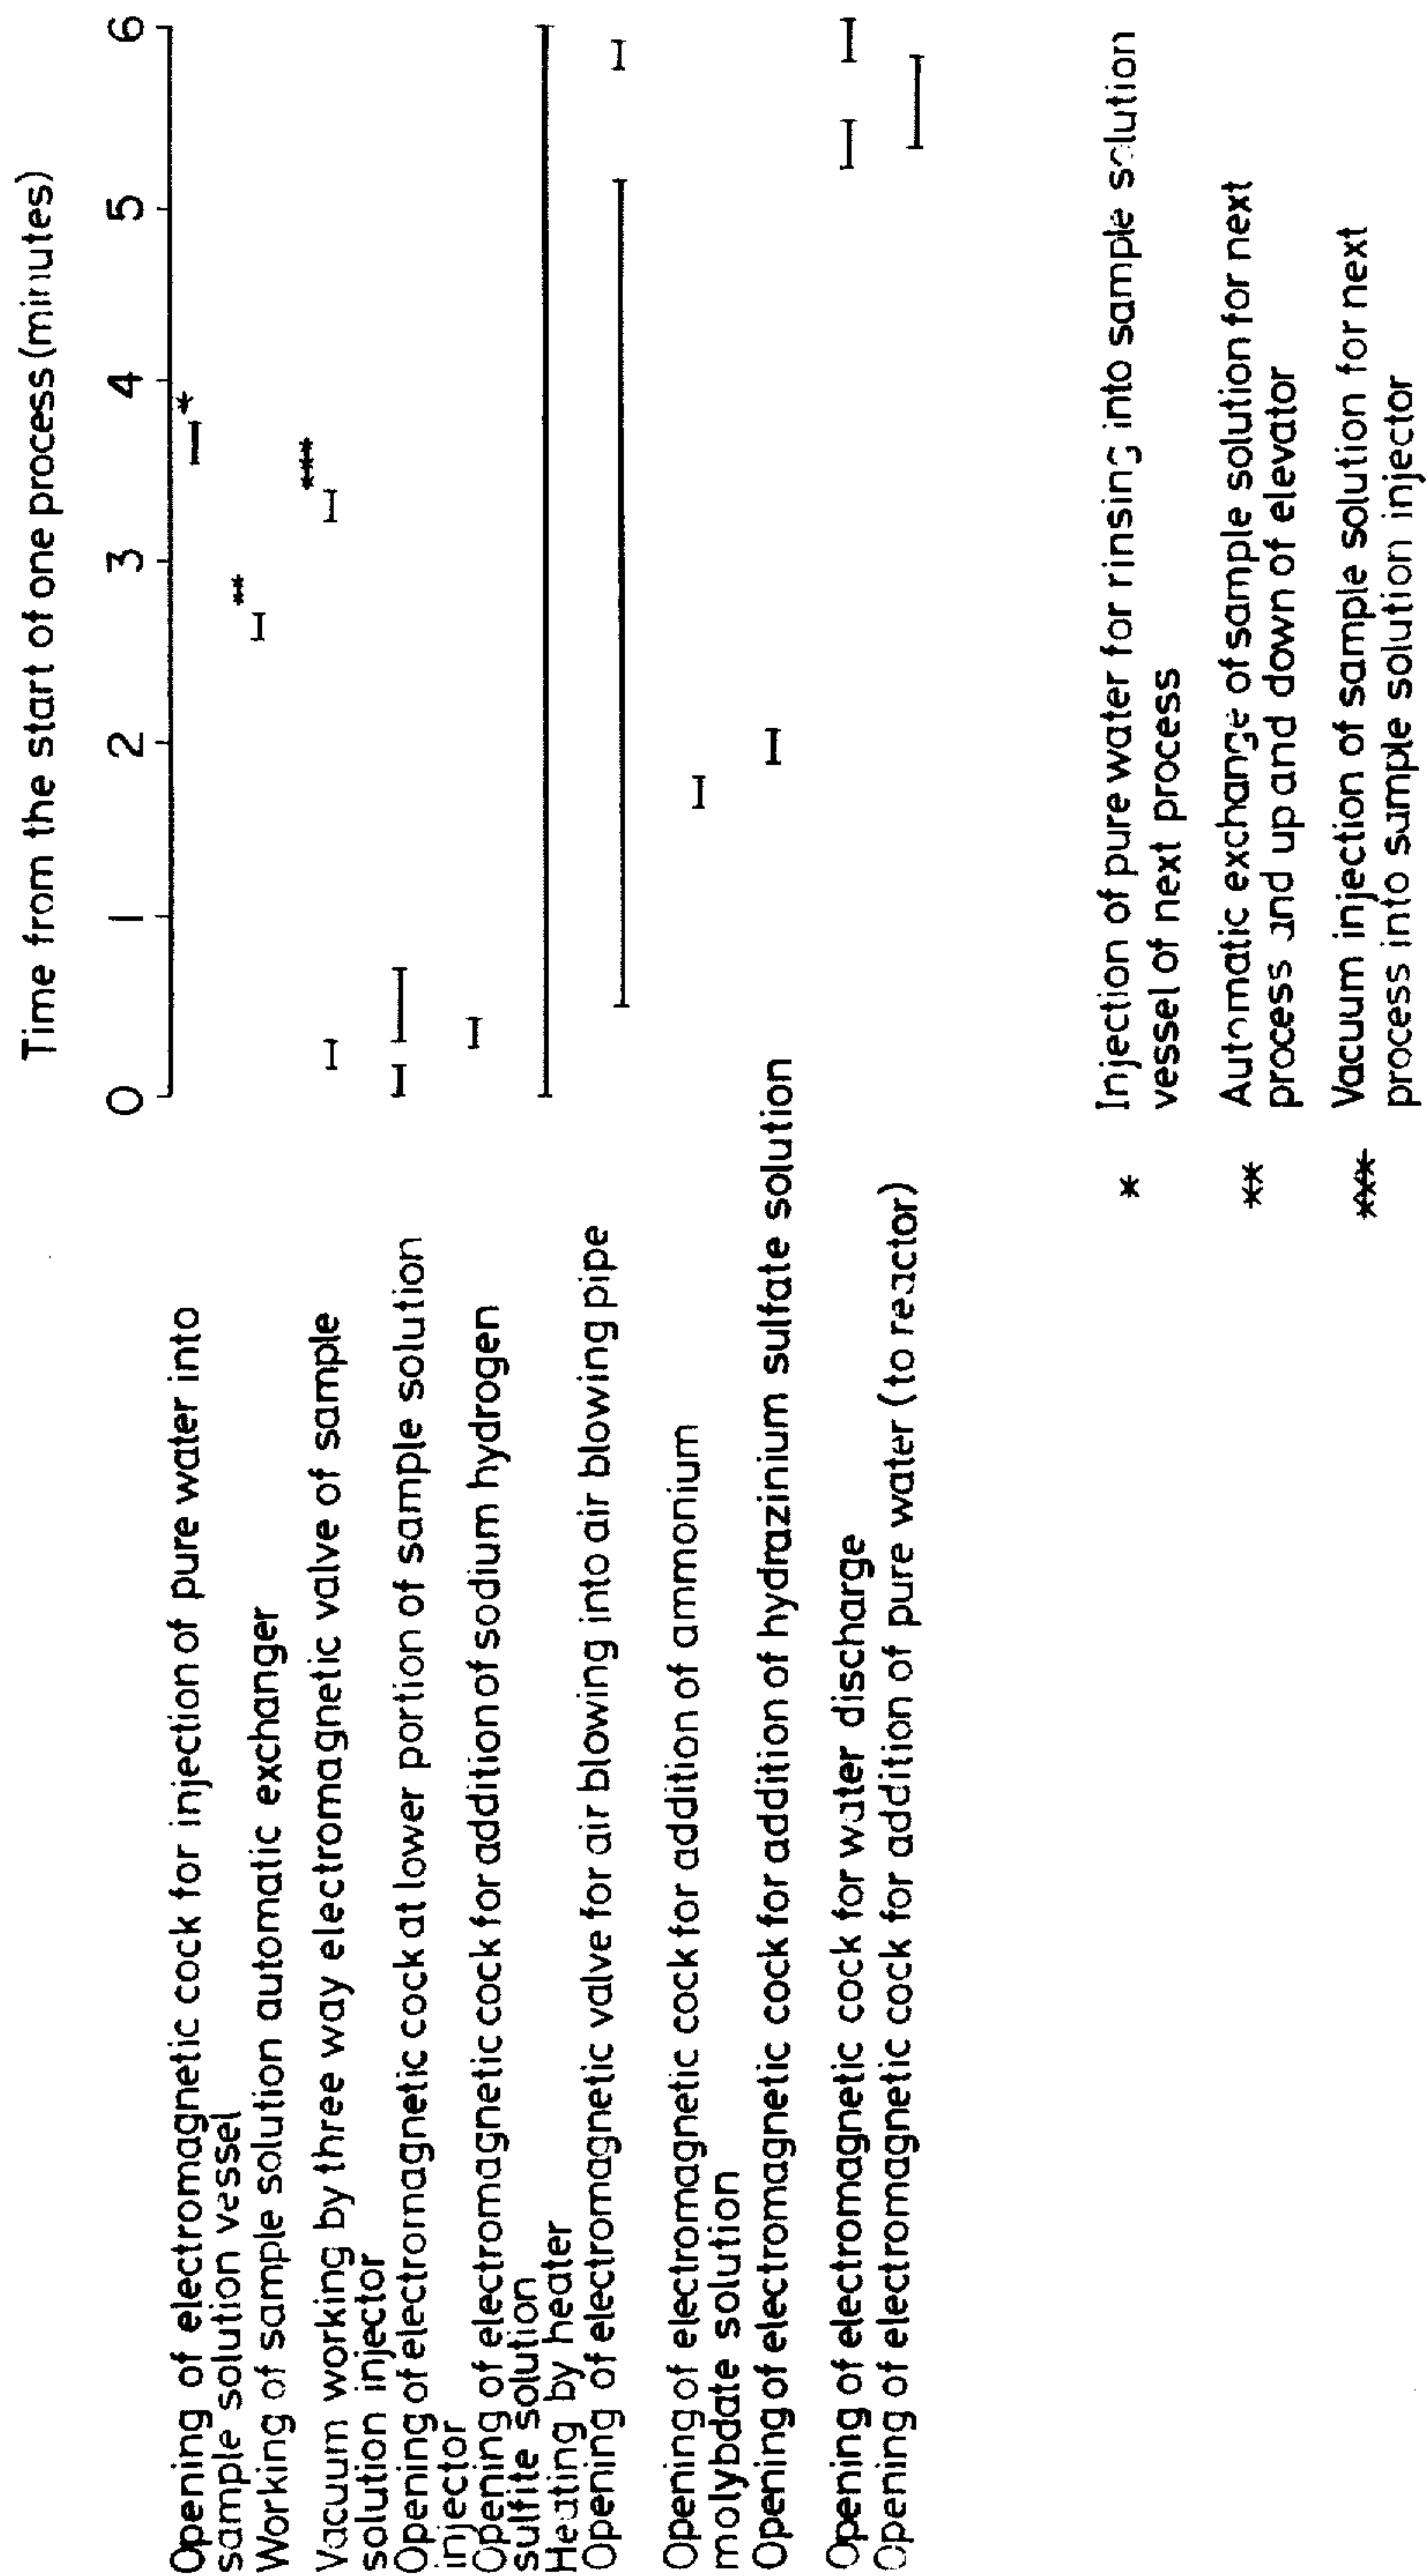 Time from the start of one process (minutes)
0 1 2 3 4 5 6
Opening of electromagnetic cock for injection of pure water into
sample solution vessel
Working of sample solution automatic exchanger
Vacuum working by three way electromagnetic valve of sample
solution injector
Opening of electromagnetic cock at lower portion of sample solution
injector
Opening of electromagnetic cock for addition of sodium hydrogen
sulfite solution
Heating by heater
Opening of electromagnetic valve for air blowing into air blowing pipe
Opening of electromagnetic cock for addition of ammonium
molybdate solution
Opening of electromagnetic cock for addition of hydrazinium sulfate solution
Opening of electromagnetic cock for water discharge
Opening of electromagnetic cock for addition of pure water (to reactor)
*
**
***
* Injection of pure water for rinsing into sample solution
vessel of next process
** Automatic exchange of sample solution for next
process and up and down of elevator
*** Vacuum injection of sample solution for next
process into sample solution injector